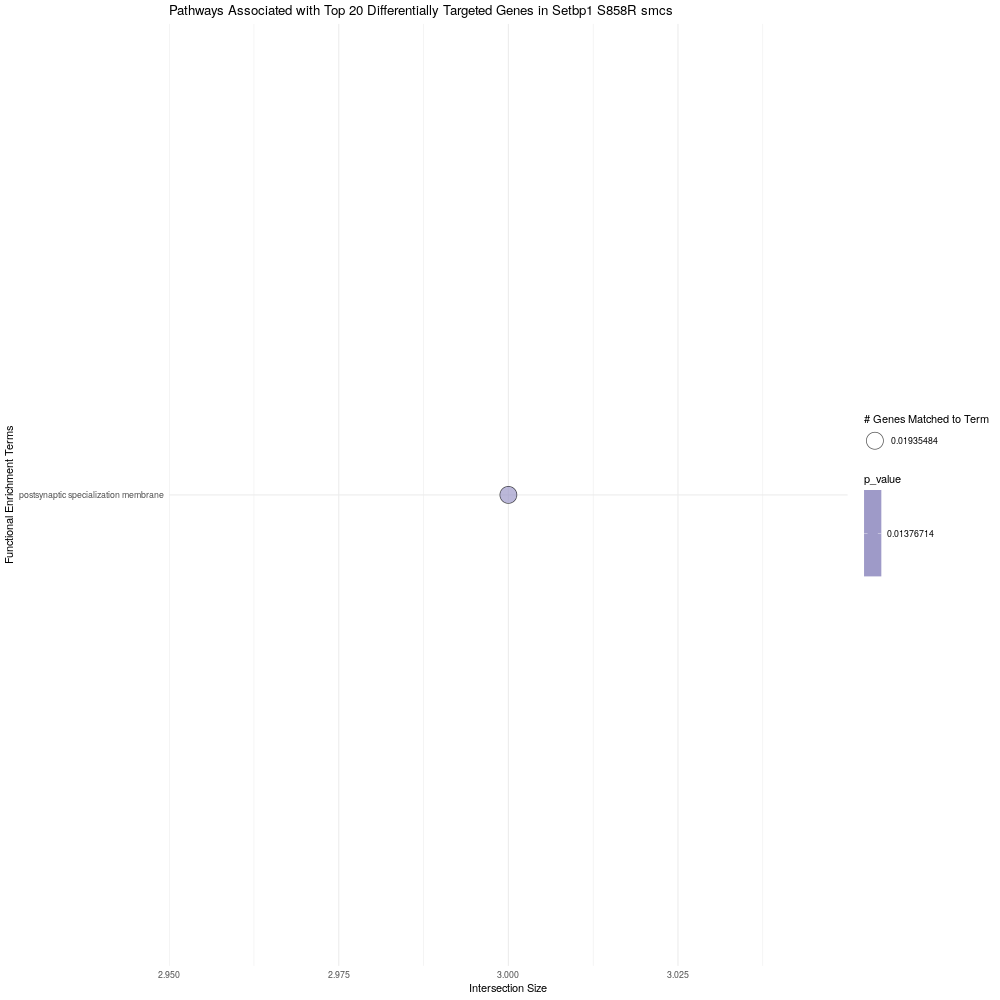 Pathways Associated with Top 20 Differentially Targeted Genes in Setbp1 S858R smcs
Functional Enrichment Terms
postsynaptic specialization membrane
# Genes Matched to Term
0.01935484
p_value
0.01376714
2.950
2.975
3.000
3.025
Intersection Size